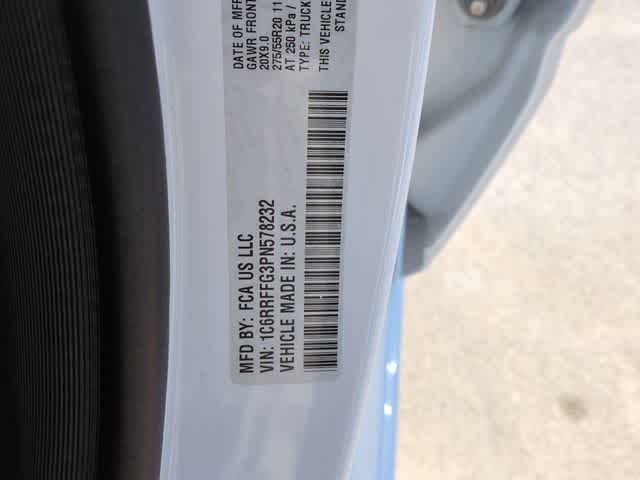 DATE OF MFR
GAWR FRONT
20X9.0
275/55R20 11
AT 250 kPa /
TYPE: TRUCK
THIS VEHICLE
STAND
MFD BY: FCA US LLC
VIN: 1C6RRFFG3PN578232
VEHICLE MADE IN: U.S.A.